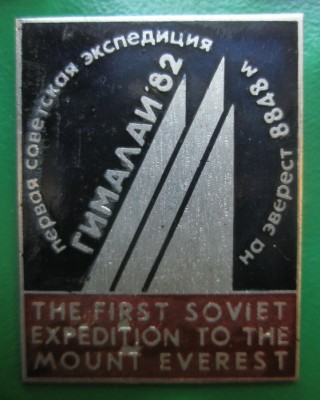 первая советская экспедиция
на эверест 8848 м
ГИМАЛАИ '82
THE FIRST SOVIET
EXPEDITION TO THE
MOUNT EVEREST